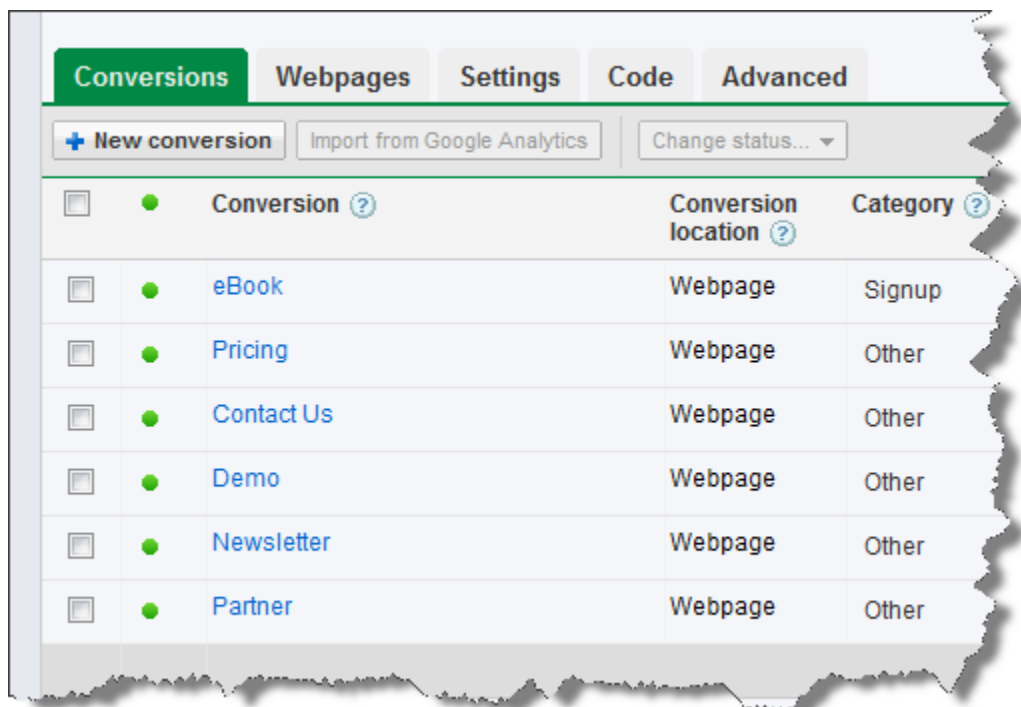 Conversions Webpages Settings Code Advanced
New conversion Import from Google Analytics Change status...
Conversion ? Conversion location ? Category ?
eBook Webpage Signup
Pricing Webpage Other
Contact Us Webpage Other
Demo Webpage Other
Newsletter Webpage Other
Partner Webpage Other